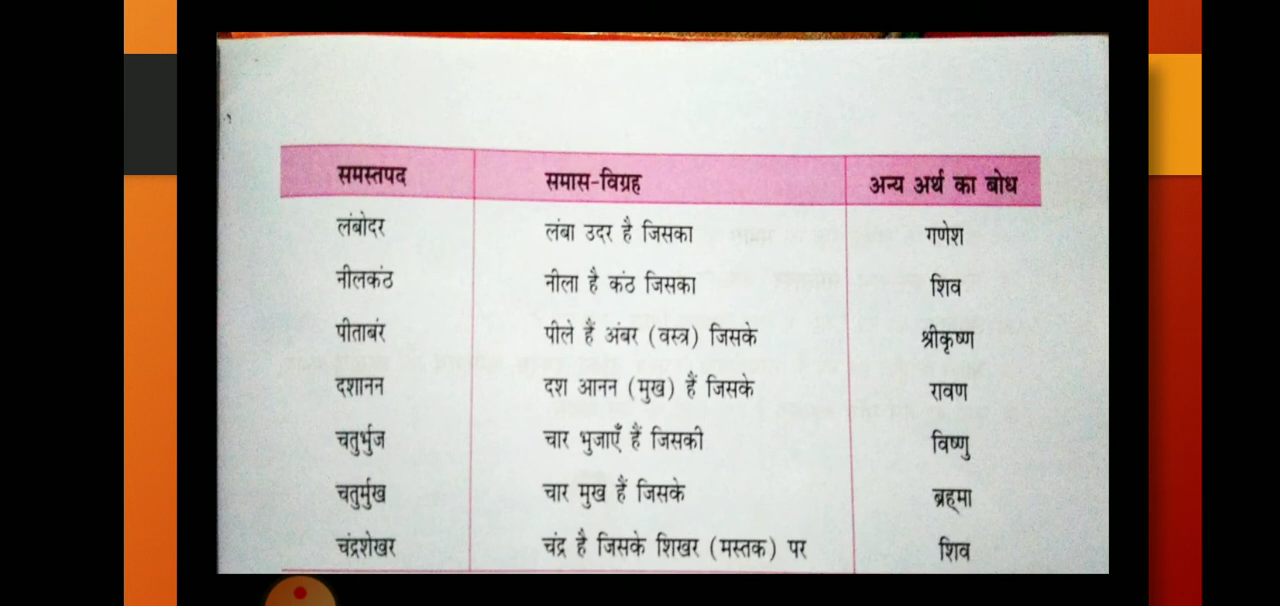 समस्तपद समास-विग्रह अन्य अर्थ का बोध
लंबोदर लंबा उदर है जिसका गणेश
नीलकंठ नीला है कंठ जिसका शिव
पीताबंर पीले हैं अंबर (वस्त्र) जिसके श्रीकृष्ण
दशानन दश आनन (मुख) हैं जिसके रावण
चतुर्भुज चार भुजाएँ हैं जिसकी विष्णु
चतुर्मुख चार मुख हैं जिसके ब्रह्मा
चंद्रशेखर चंद्र है जिसके शिखर (मस्तक) पर शिव